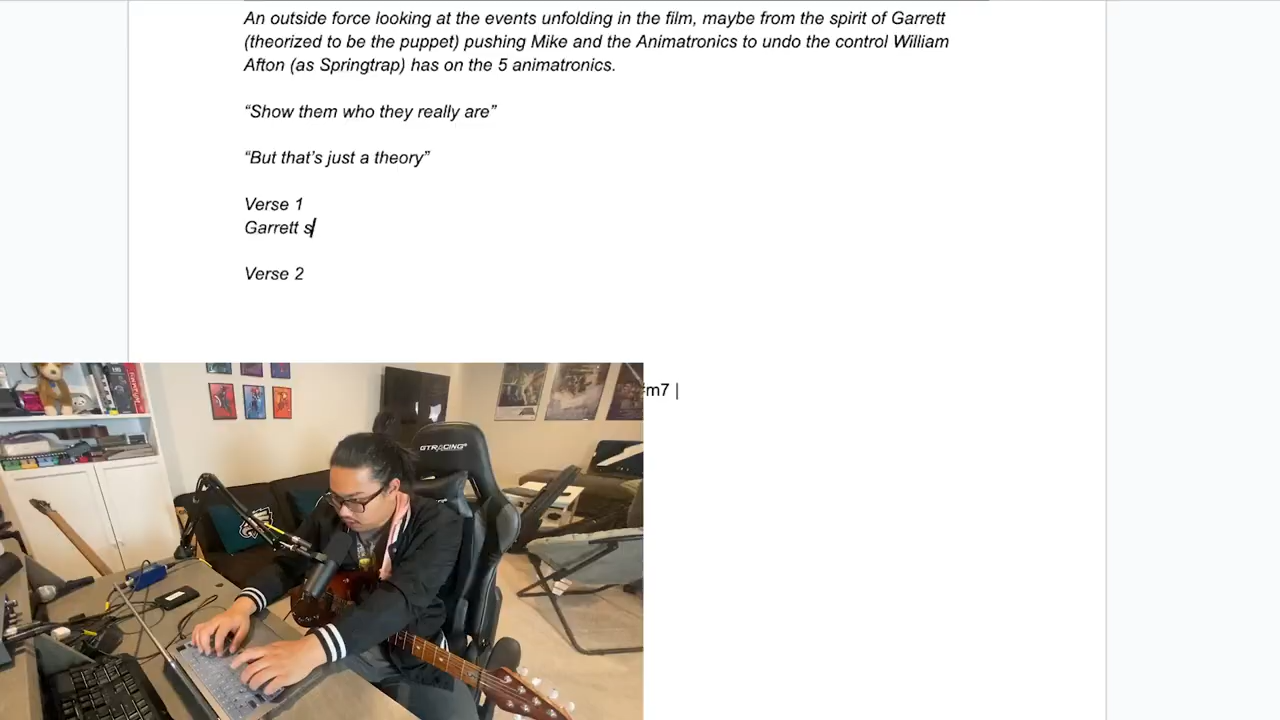 An outside force looking at the events unfolding in the film, maybe from the spirit of Garrett
(theorized to be the puppet) pushing Mike and the Animatronics to undo the control William
Afton (as Springtrap) has on the 5 animatronics.
“Show them who they really are”
“But that’s just a theory”
Verse 1
Garrett s
Verse 2
m7 |
GTRACING